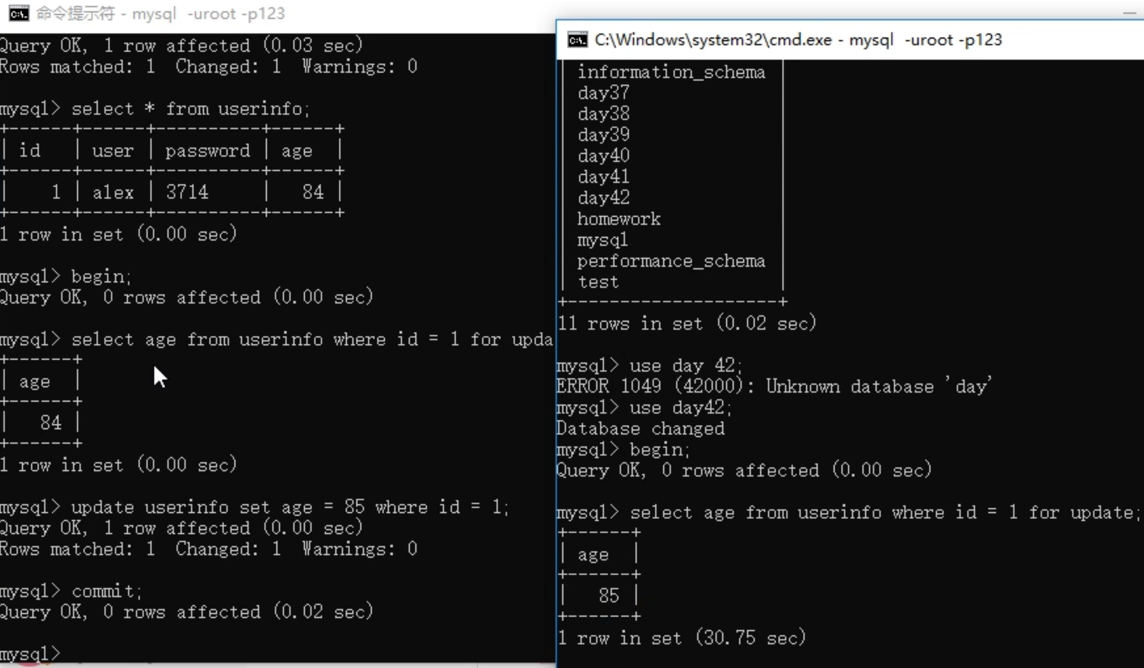 命令提示符 - mysql  -uroot -p123
Query OK, 1 row affected (0.03 sec)
Rows matched: 1  Changed: 1  Warnings: 0
mysql> select * from userinfo;
| id   | user | password | age  |
|    1 | alex | 3714     |   84 |
1 row in set (0.00 sec)
mysql> begin;
Query OK, 0 rows affected (0.00 sec)
mysql> select age from userinfo where id = 1 for upda
| age  |
|   84 |
1 row in set (0.00 sec)
mysql> update userinfo set age = 85 where id = 1;
Query OK, 1 row affected (0.00 sec)
Rows matched: 1  Changed: 1  Warnings: 0
mysql> commit;
Query OK, 0 rows affected (0.02 sec)
mysql>
C:\Windows\system32\cmd.exe - mysql  -uroot -p123
| information_schema |
| day37              |
| day38              |
| day39              |
| day40              |
| day41              |
| day42              |
| homework           |
| mysql              |
| performance_schema |
| test               |
11 rows in set (0.02 sec)
mysql> use day 42;
ERROR 1049 (42000): Unknown database 'day'
mysql> use day42;
Database changed
mysql> begin;
Query OK, 0 rows affected (0.00 sec)
mysql> select age from userinfo where id = 1 for update;
| age  |
|   85 |
1 row in set (30.75 sec)